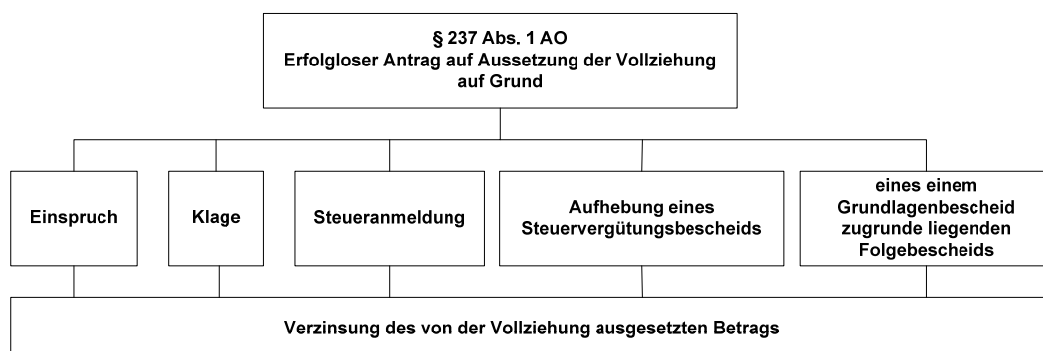 § 237 Abs. 1 AO
Erfolgloser Antrag auf Aussetzung der Vollziehung
auf Grund
Einspruch
Klage
Steueranmeldung
Aufhebung eines
Steuervergütungsbescheids
eines einem
Grundlagenbescheid
zugrunde liegenden
Folgebescheids
Verzinsung des von der Vollziehung ausgesetzten Betrags